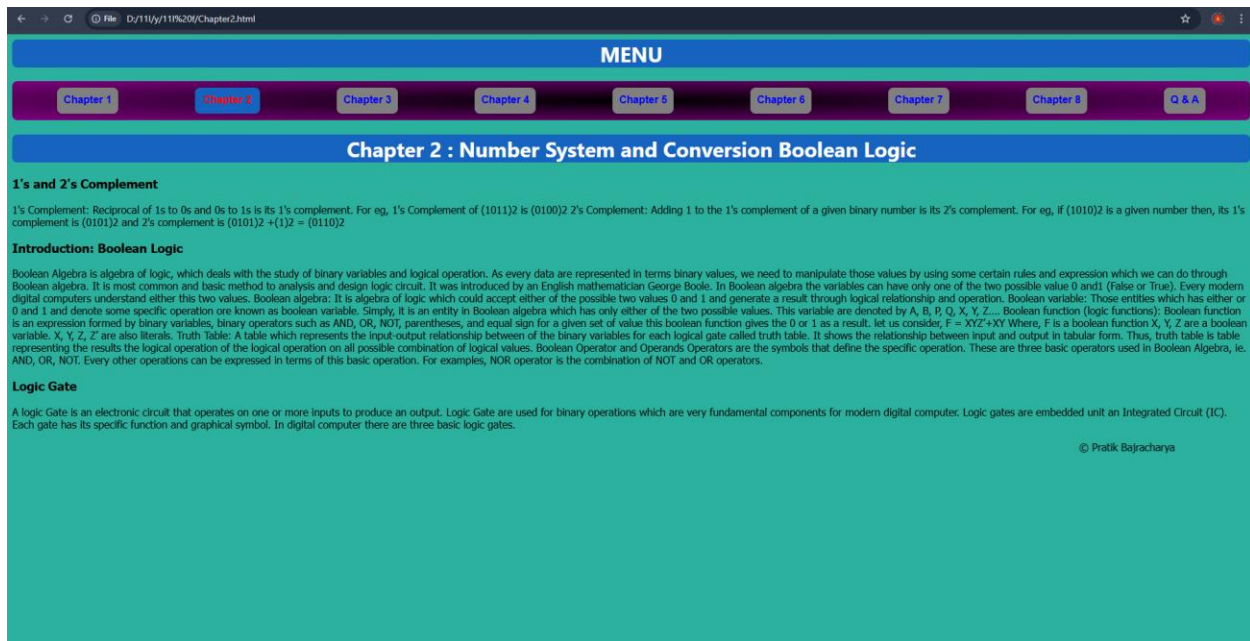 File D:/11I/y/11I%20f/Chapter2.html
MENU
Chapter 1 Chapter 2 Chapter 3 Chapter 4 Chapter 5 Chapter 6 Chapter 7 Chapter 8 Q & A
Chapter 2 : Number System and Conversion Boolean Logic
1's and 2's Complement
1's Complement: Reciprocal of 1s to 0s and 0s to 1s is its 1's complement. For eg, 1's Complement of (1011)2 is (0100)2 2's Complement: Adding 1 to the 1's complement of a given binary number is its 2's complement. For eg, if (1010)2 is a given number then, its 1's
complement is (0101)2 and 2's complement is (0101)2 +(1)2 = (0110)2
Introduction: Boolean Logic
Boolean Algebra is algebra of logic, which deals with the study of binary variables and logical operation. As every data are represented in terms binary values, we need to manipulate those values by using some certain rules and expression which we can do through
Boolean algebra. It is most common and basic method to analysis and design logic circuit. It was introduced by an English mathematician George Boole. In Boolean algebra the variables can have only one of the two possible value 0 and1 (False or True). Every modern
digital computers understand either this two values. Boolean algebra: It is algebra of logic which could accept either of the possible two values 0 and 1 and generate a result through logical relationship and operation. Boolean variable: Those entities which has either or
0 and 1 and denote some specific operation ore known as boolean variable. Simply, it is an entity in Boolean algebra which has only either of the two possible values. This variable are denoted by A, B, P, Q, X, Y, Z.... Boolean function (logic functions): Boolean function
is an expression formed by binary variables, binary operators such as AND, OR, NOT, parentheses, and equal sign for a given set of value this boolean function gives the 0 or 1 as a result. let us consider, F = XYZ'+XY Where, F is a boolean function X, Y, Z are a boolean
variable. X, Y, Z, Z' are also literals. Truth Table: A table which represents the input-output relationship between of the binary variables for each logical gate called truth table. It shows the relationship between input and output in tabular form. Thus, truth table is table
representing the results the logical operation of the logical operation on all possible combination of logical values. Boolean Operator and Operands Operators are the symbols that define the specific operation. These are three basic operators used in Boolean Algebra, ie.
AND, OR, NOT. Every other operations can be expressed in terms of this basic operation. For examples, NOR operator is the combination of NOT and OR operators.
Logic Gate
A logic Gate is an electronic circuit that operates on one or more inputs to produce an output. Logic Gate are used for binary operations which are very fundamental components for modern digital computer. Logic gates are embedded unit an Integrated Circuit (IC).
Each gate has its specific function and graphical symbol. In digital computer there are three basic logic gates.
© Pratik Bajracharya